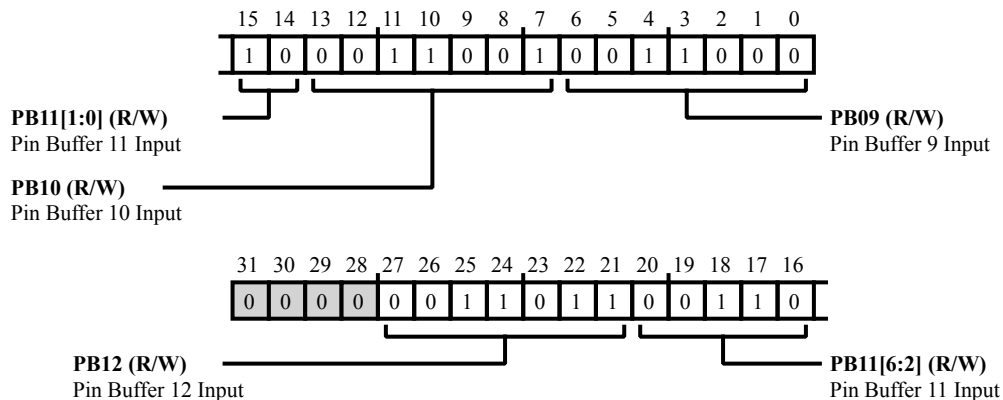 15 14 13 12 11 10 9 8 7 6 5 4 3 2 1 0
1 0 0 0 1 1 0 0 1 0 0 1 1 0 0 0
PB11[1:0] (R/W)
Pin Buffer 11 Input
PB09 (R/W)
Pin Buffer 9 Input
PB10 (R/W)
Pin Buffer 10 Input
31 30 29 28 27 26 25 24 23 22 21 20 19 18 17 16
0 0 0 0 0 0 1 1 0 1 1 0 0 1 1 0
PB12 (R/W)
Pin Buffer 12 Input
PB11[6:2] (R/W)
Pin Buffer 11 Input